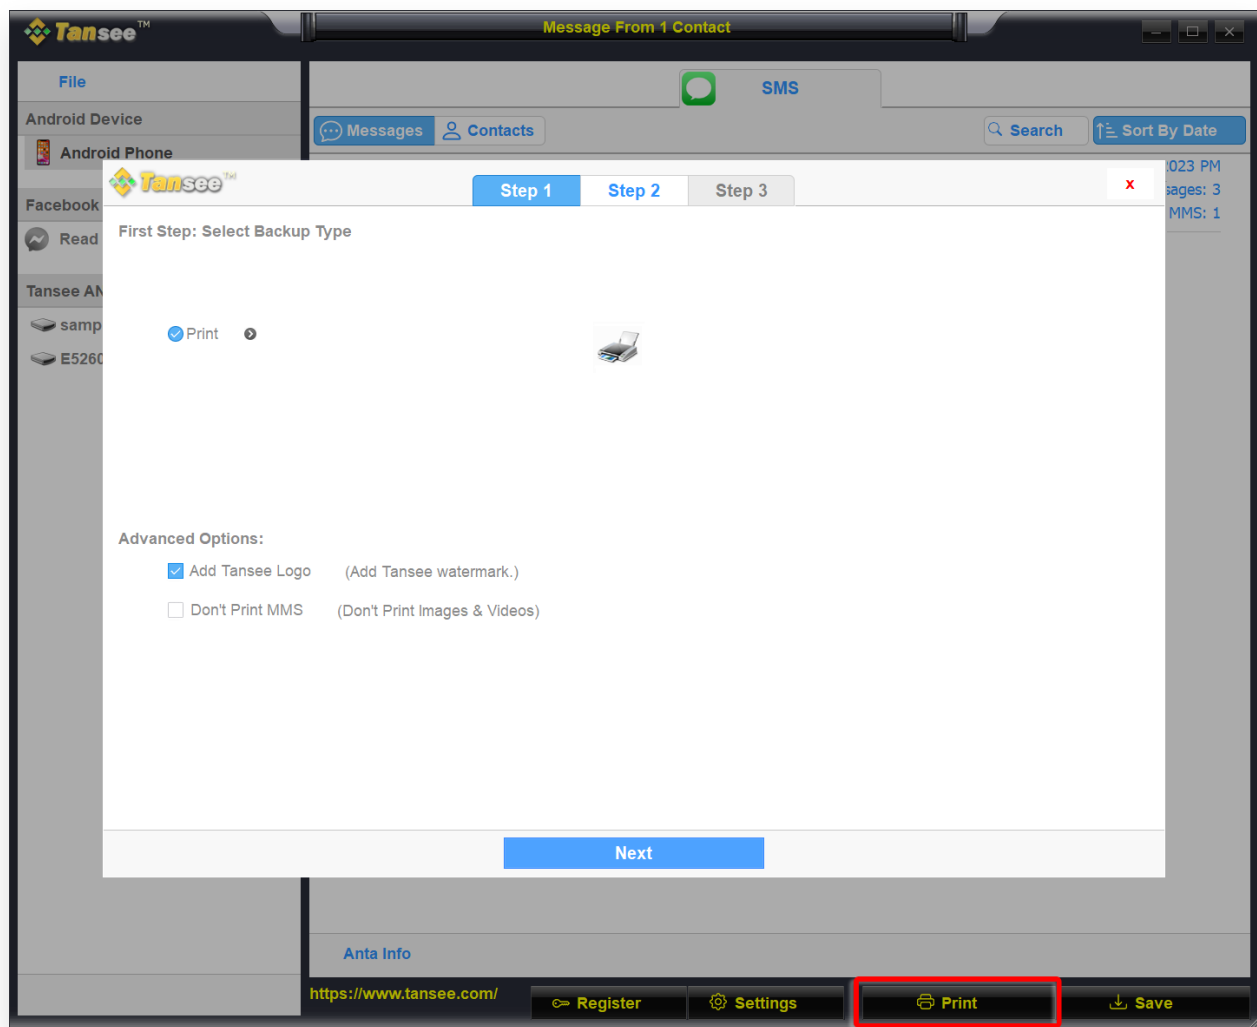 Tansee™
Message From 1 Contact
File
SMS
Android Device
Messages
Contacts
Search
Sort By Date
Android Phone
:023 PM
Tansee™
Step 1
Step 2
Step 3
x
sages: 3
Facebook
MMS: 1
First Step: Select Backup Type
Read
Tansee AN
samp
Print
E5260
Advanced Options:
Add Tansee Logo (Add Tansee watermark.)
Don't Print MMS (Don't Print Images & Videos)
Next
Anta Info
https://www.tansee.com/
Register
Settings
Print
Save